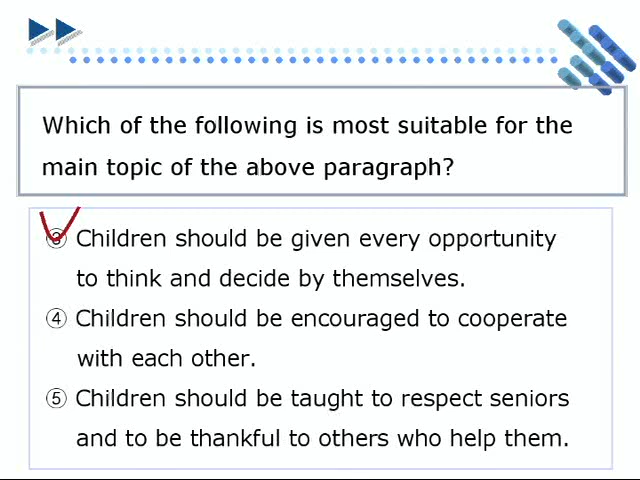 Which of the following is most suitable for the
main topic of the above paragraph?
③ Children should be given every opportunity
to think and decide by themselves.
④ Children should be encouraged to cooperate
with each other.
⑤ Children should be taught to respect seniors
and to be thankful to others who help them.